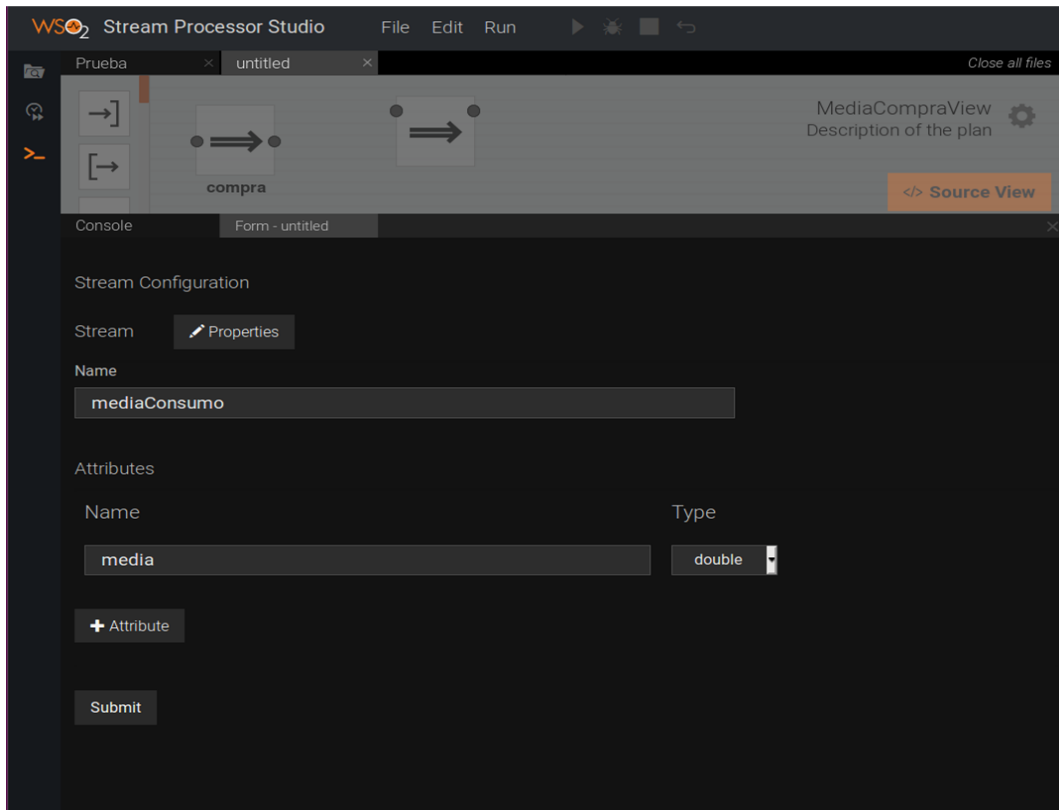 WSO2 Stream Processor Studio File Edit Run
Prueba untitled Close all files
MediaCompraView
Description of the plan
compra
</> Source View
Console Form - untitled
Stream Configuration
Stream Properties
Name
mediaConsumo
Attributes
Name Type
media double
+ Attribute
Submit